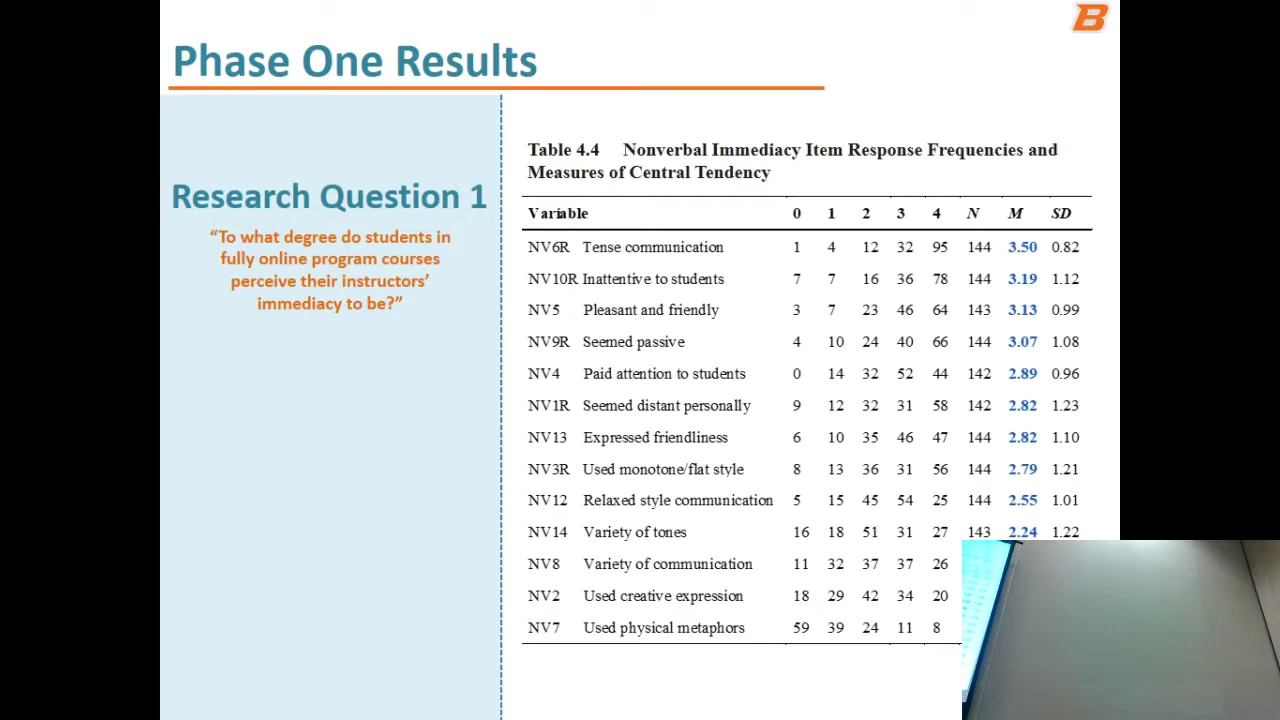 B
Phase One Results
Research Question 1
“To what degree do students in
fully online program courses
perceive their instructors’
immediacy to be?”
Table 4.4 Nonverbal Immediacy Item Response Frequencies and
Measures of Central Tendency
Variable 0 1 2 3 4 N M SD
NV6R Tense communication 1 4 12 32 95 144 3.50 0.82
NV10R Inattentive to students 7 7 16 36 78 144 3.19 1.12
NV5 Pleasant and friendly 3 7 23 46 64 143 3.13 0.99
NV9R Seemed passive 4 10 24 40 66 144 3.07 1.08
NV4 Paid attention to students 0 14 32 52 44 142 2.89 0.96
NV1R Seemed distant personally 9 12 32 31 58 142 2.82 1.23
NV13 Expressed friendliness 6 10 35 46 47 144 2.82 1.10
NV3R Used monotone/flat style 8 13 36 31 56 144 2.79 1.21
NV12 Relaxed style communication 5 15 45 54 25 144 2.55 1.01
NV14 Variety of tones 16 18 51 31 27 143 2.24 1.22
NV8 Variety of communication 11 32 37 37 26
NV2 Used creative expression 18 29 42 34 20
NV7 Used physical metaphors 59 39 24 11 8